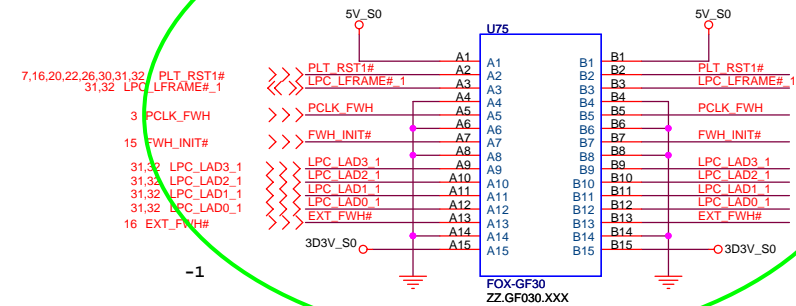 5V_S0 5V_S0
U75
A1 A1 B1 B1
7,16,20,22,26,30,31,32 PLT_RST1# PLT_RST1# A2 A2 B2 B2 PLT_RST1#
31,32 LPC_LFRAME#_1 LPC_LFRAME#_1 A3 A3 B3 B3 LPC_LFRAME#_1
A4 A4 B4 B4
3 PCLK_FWH PCLK_FWH A5 A5 B5 B5 PCLK_FWH
A6 A6 B6 B6
15 FWH_INIT# FWH_INIT# A7 A7 B7 B7 FWH_INIT#
A8 A8 B8 B8
31,32 LPC_LAD3_1 LPC_LAD3_1 A9 A9 B9 B9 LPC_LAD3_1
31,32 LPC_LAD2_1 LPC_LAD2_1 A10 A10 B10 B10 LPC_LAD2_1
31,32 LPC_LAD1_1 LPC_LAD1_1 A11 A11 B11 B11 LPC_LAD1_1
31,32 LPC_LAD0_1 LPC_LAD0_1 A12 A12 B12 B12 LPC_LAD0_1
16 EXT_FWH# EXT_FWH# A13 A13 B13 B13 EXT_FWH#
A14 A14 B14 B14
3D3V_S0 A15 A15 B15 B15 3D3V_S0
-1
FOX-GF30
ZZ.GF030.XXX